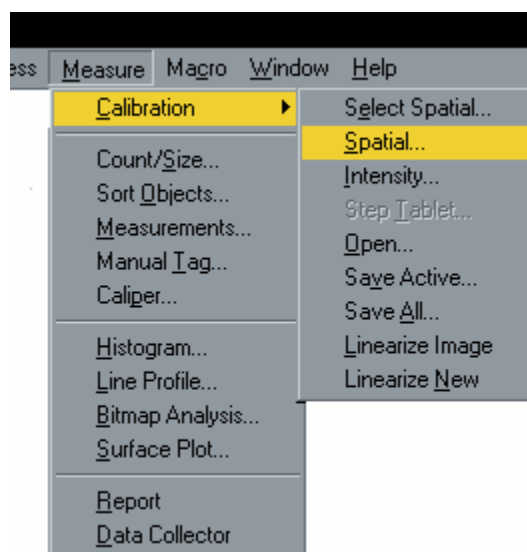 ess Measure Macro Window Help
Calibration
Count/Size...
Sort Objects...
Measurements...
Manual Tag...
Caliper...
Histogram...
Line Profile...
Bitmap Analysis...
Surface Plot...
Report
Data Collector
Select Spatial...
Spatial...
Intensity...
Step Tablet...
Open...
Save Active...
Save All...
Linearize Image
Linearize New